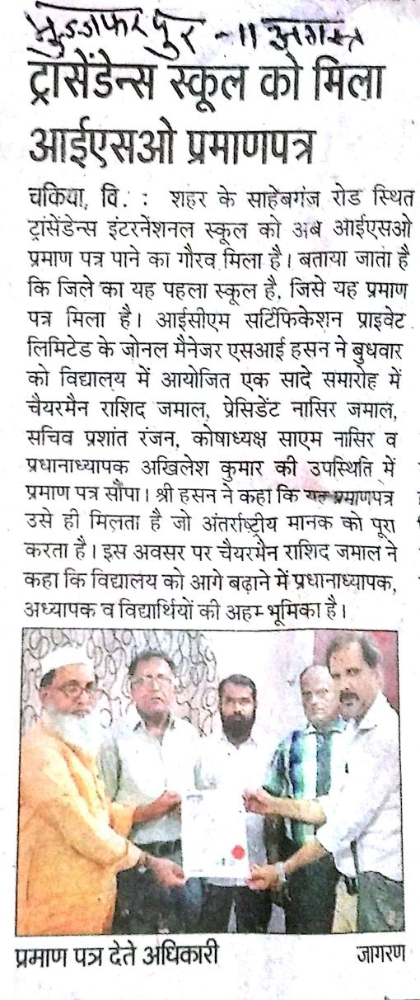 मुजफ्फरपुर -11 अगस्त
ट्रासेंडेन्स स्कूल को मिला
आईएसओ प्रमाणपत्र
चकिया, वि. : शहर के साहेबगंज रोड स्थित
ट्रांसेंडेन्स इंटरनेशनल स्कूल को अब आईएसओ
प्रमाण पत्र पाने का गौरव मिला है। बताया जाता है
कि जिले का यह पहला स्कूल है, जिसे यह प्रमाण
पत्र मिला है। आईसीएम सर्टिफिकेशन प्राइवेट
लिमिटेड के जोनल मैनेजर एसआई हसन ने बुधवार
को विद्यालय में आयोजित एक सादे समारोह में
चैयरमैन राशिद जमाल, प्रेसिडेंट नासिर जमाल,
सचिव प्रशांत रंजन, कोषाध्यक्ष साएम नासिर व
प्रधानाध्यापक अखिलेश कुमार की उपस्थिति में
प्रमाण पत्र सौंपा। श्री हसन ने कहा कि यह प्रमाणपत्र
उसे ही मिलता है जो अंतर्राष्ट्रीय मानक को पूरा
करता है। इस अवसर पर चैयरमैन राशिद जमाल ने
कहा कि विद्यालय को आगे बढ़ाने में प्रधानाध्यापक,
अध्यापक व विद्यार्थियों की अहम भूमिका है।
प्रमाण पत्र देते अधिकारी जागरण